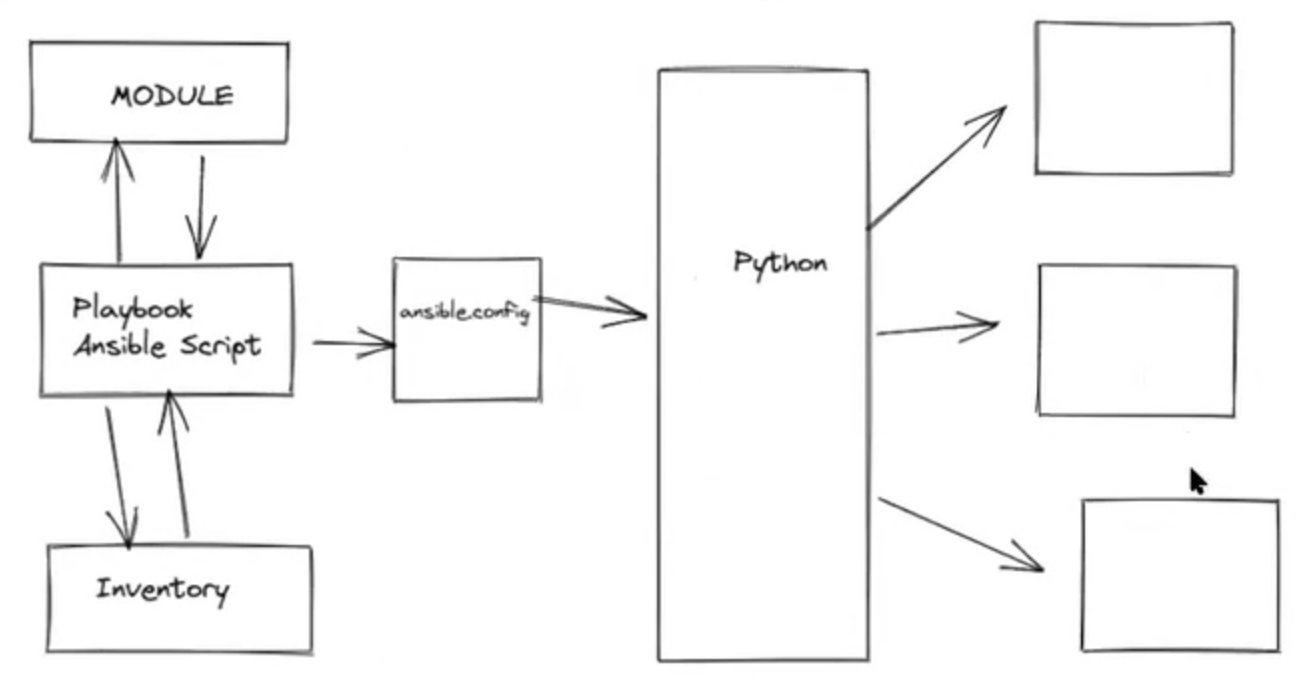 MODULE
Playbook
Ansible Script
ansible.config
Python
Inventory